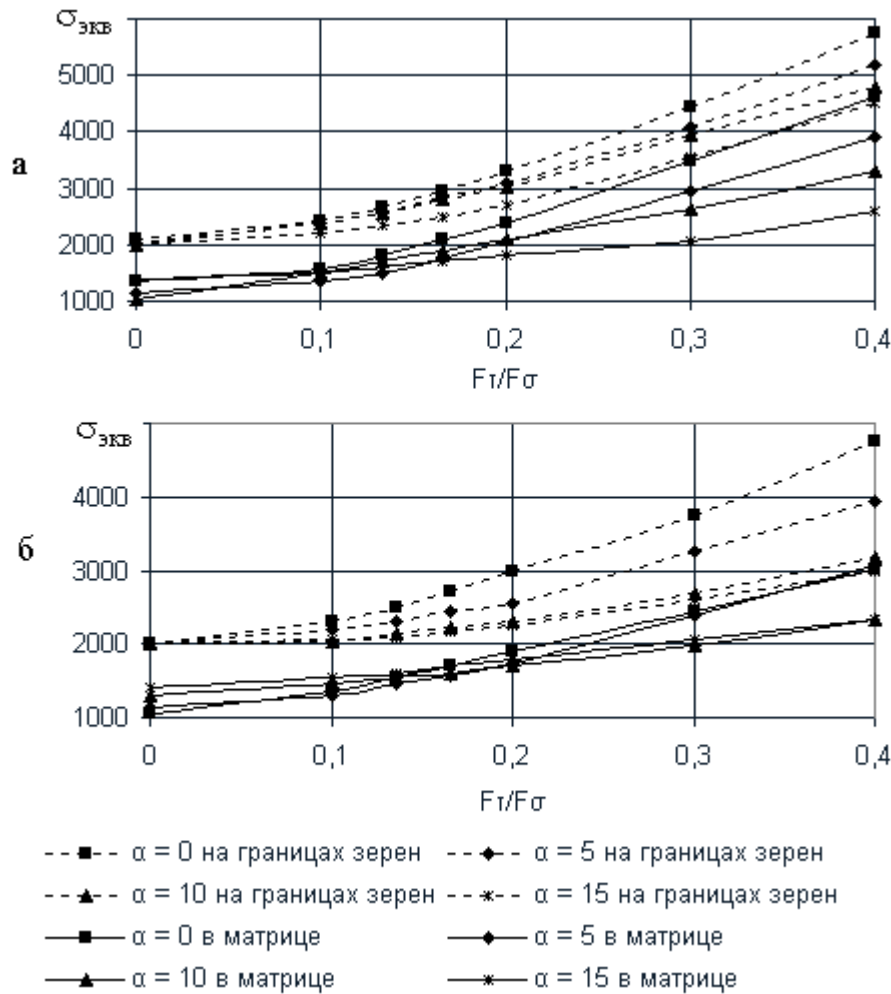 σэкв
5000
4000
а
3000
2000
1000
0 0,1 0,2 0,3 0,4
Fτ/Fσ
σэкв
4000
б
3000
2000
1000
0 0,1 0,2 0,3 0,4
Fτ/Fσ
α = 0 на границах зерен α = 5 на границах зерен
α = 10 на границах зерен α = 15 на границах зерен
α = 0 в матрице α = 5 в матрице
α = 10 в матрице α = 15 в матрице